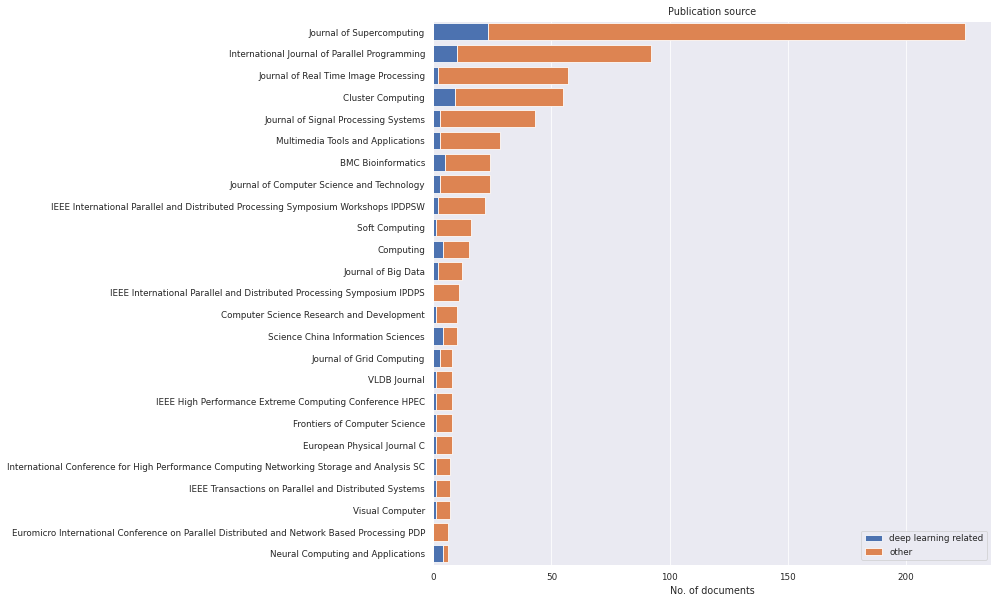 Publication source
Journal of Supercomputing
International Journal of Parallel Programming
Journal of Real Time Image Processing
Cluster Computing
Journal of Signal Processing Systems
Multimedia Tools and Applications
BMC Bioinformatics
Journal of Computer Science and Technology
IEEE International Parallel and Distributed Processing Symposium Workshops IPDPSW
Soft Computing
Computing
Journal of Big Data
IEEE International Parallel and Distributed Processing Symposium IPDPS
Computer Science Research and Development
Science China Information Sciences
Journal of Grid Computing
VLDB Journal
IEEE High Performance Extreme Computing Conference HPEC
Frontiers of Computer Science
European Physical Journal C
International Conference for High Performance Computing Networking Storage and Analysis SC
IEEE Transactions on Parallel and Distributed Systems
Visual Computer
Euromicro International Conference on Parallel Distributed and Network Based Processing PDP
Neural Computing and Applications
deep learning related
other
0 50 100 150 200
No. of documents